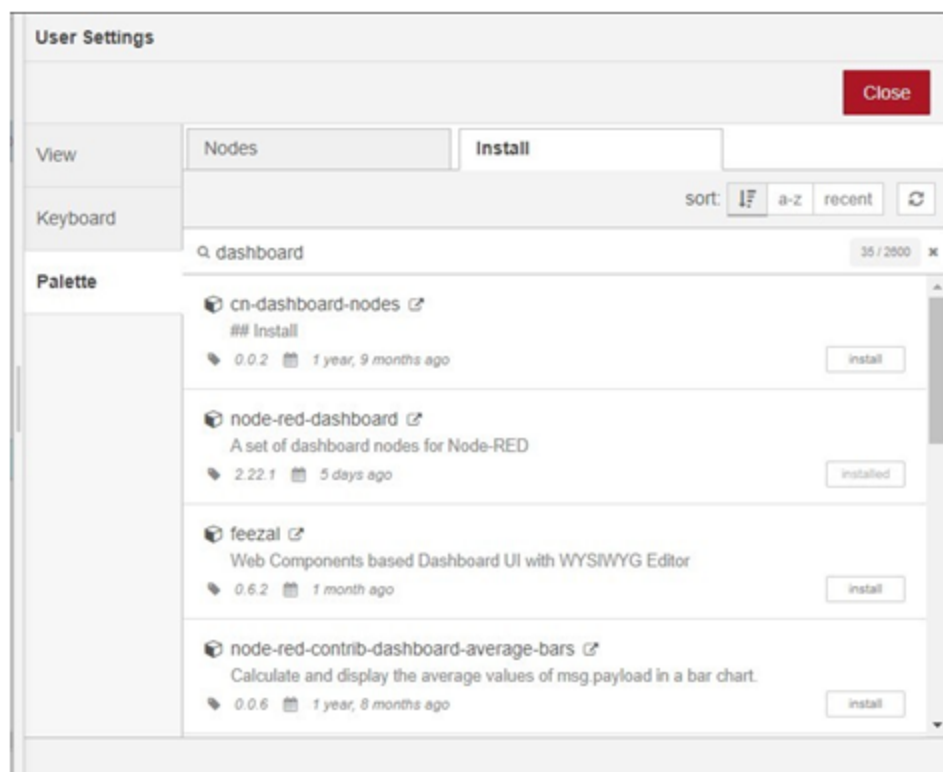 User Settings
Close
View
Nodes
Install
sort:
a-z
recent
Keyboard
dashboard
35 / 2600
Palette
cn-dashboard-nodes
## Install
0.0.2 1 year, 9 months ago
install
node-red-dashboard
A set of dashboard nodes for Node-RED
2.22.1 5 days ago
installed
feezal
Web Components based Dashboard UI with WYSIWYG Editor
0.6.2 1 month ago
install
node-red-contrib-dashboard-average-bars
Calculate and display the average values of msg.payload in a bar chart.
0.0.6 1 year, 8 months ago
install